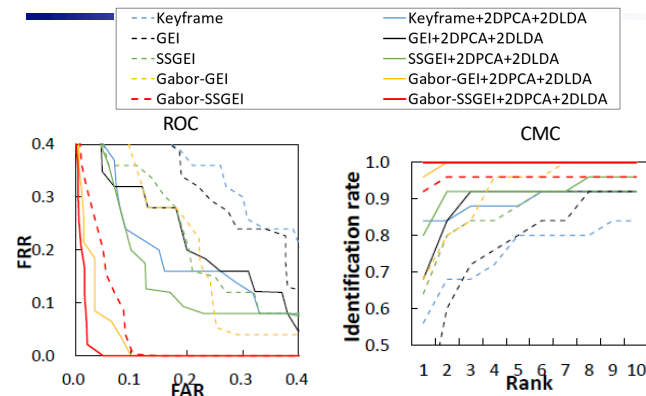 Keyframe Keyframe+2DPCA+2DLDA
GEI GEI+2DPCA+2DLDA
SSGEI SSGEI+2DPCA+2DLDA
Gabor-GEI Gabor-GEI+2DPCA+2DLDA
Gabor-SSGEI Gabor-SSGEI+2DPCA+2DLDA
ROC
FRR
0.4
0.3
0.2
0.1
0.0
0.0 0.1 0.2 0.3 0.4
FAR
CMC
Identification rate
1.0
0.9
0.8
0.7
0.6
0.5
1 2 3 4 5 6 7 8 9 10
Rank